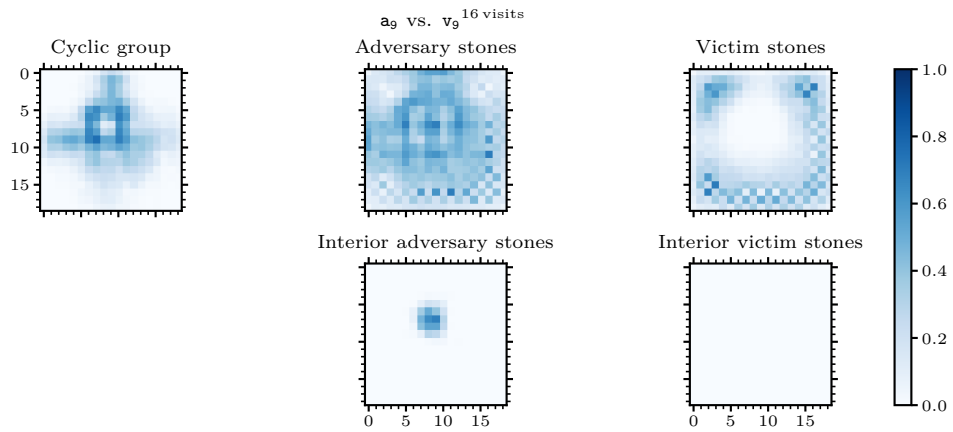 a₉ vs. v₉¹⁶ ᵛⁱˢⁱᵗˢ
Cyclic group
Adversary stones
Victim stones
0
5
10
15
1.0
0.8
0.6
0.4
0.2
0.0
Interior adversary stones
Interior victim stones
0 5 10 15
0 5 10 15